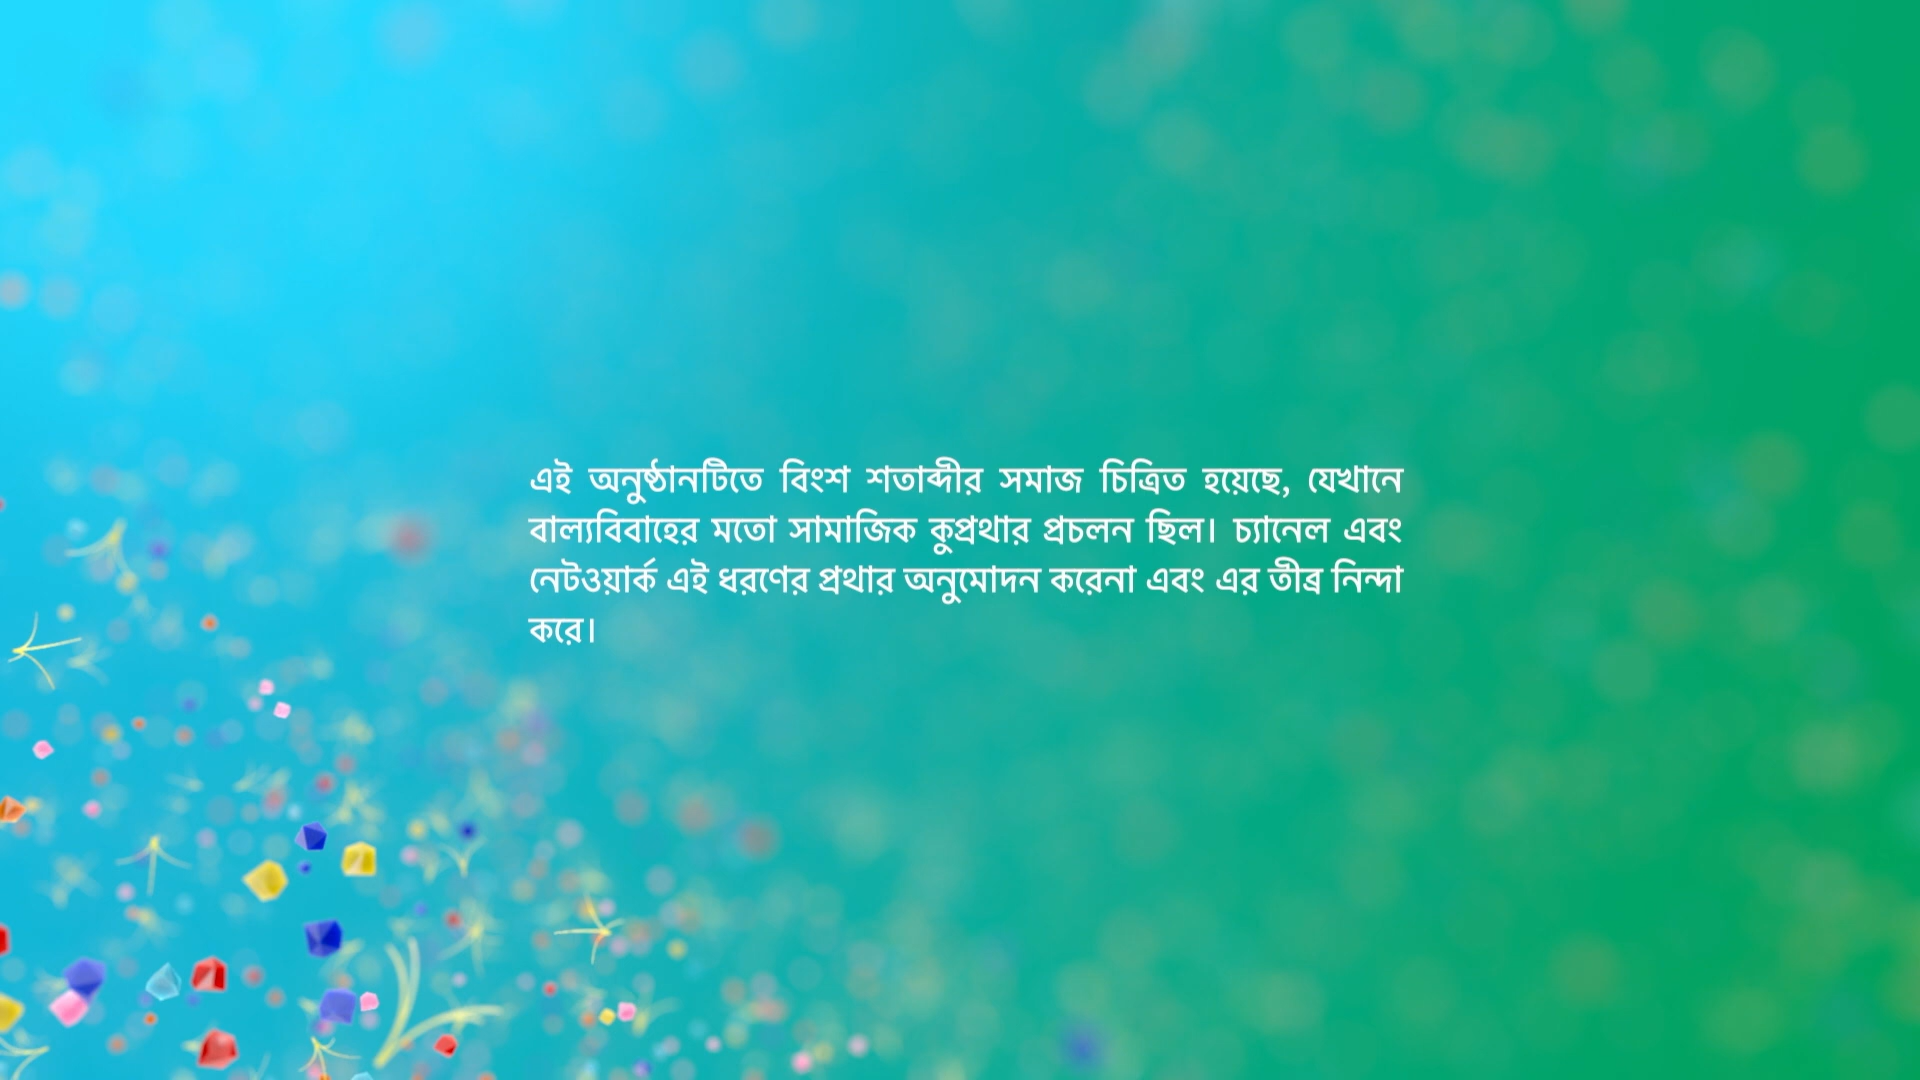 এই অনুষ্ঠানটিতে বিংশ শতাব্দীর সমাজ চিত্রিত হয়েছে, যেখানে
বাল্যবিবাহের মতো সামাজিক কুপ্রথার প্রচলন ছিল। চ্যানেল এবং
নেটওয়ার্ক এই ধরণের প্রথার অনুমোদন করেনা এবং এর তীব্র নিন্দা
করে।